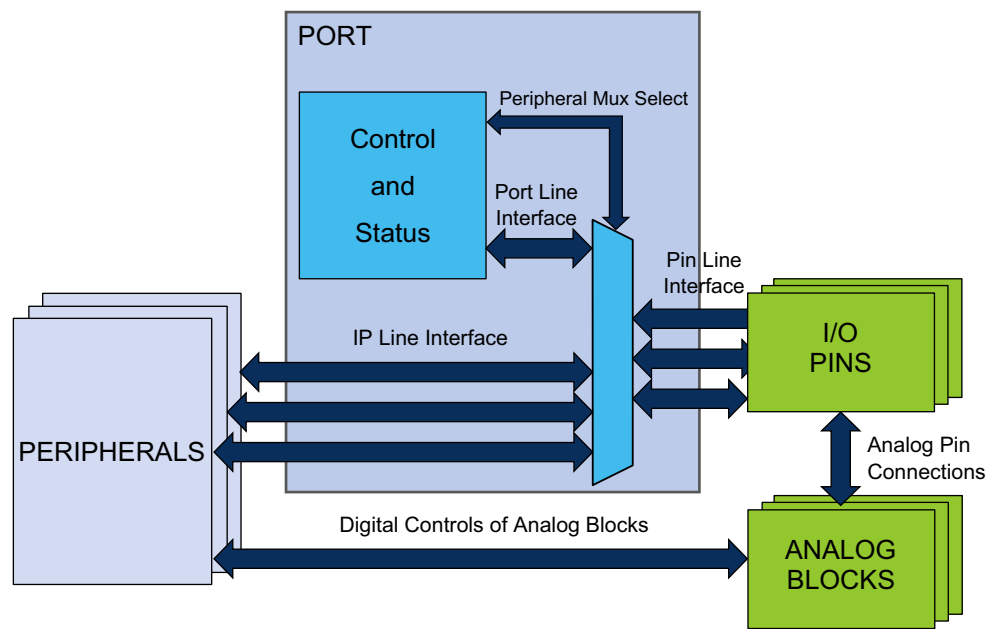 PORT
Peripheral Mux Select
Control
and
Status
Port Line
Interface
Pin Line
Interface
IP Line Interface
I/O
PINS
PERIPHERALS
Analog Pin
Connections
Digital Controls of Analog Blocks
ANALOG
BLOCKS